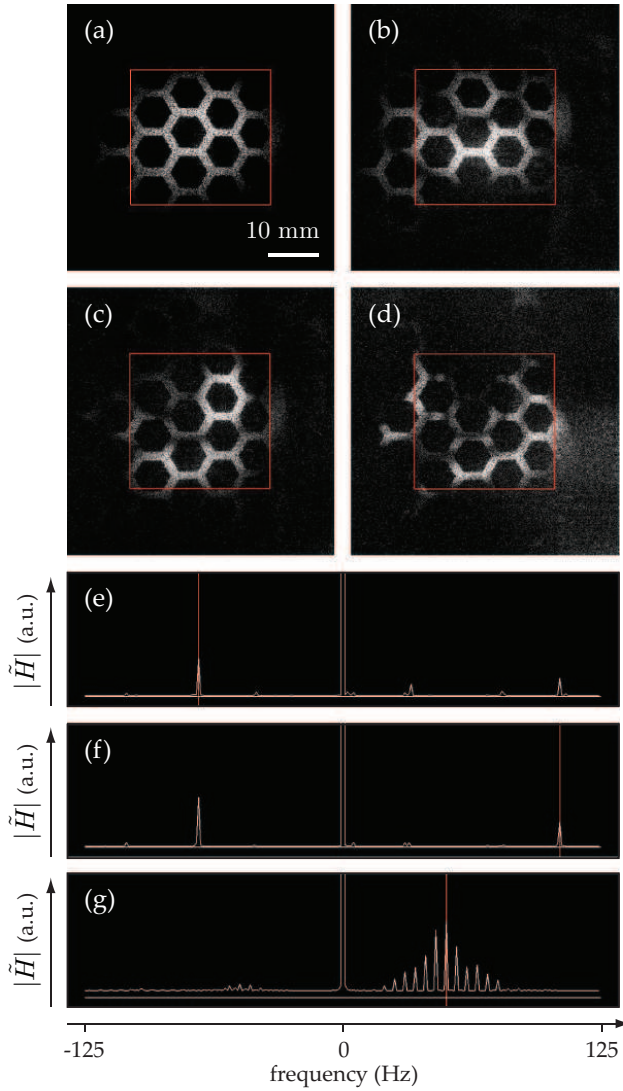 (a)
(b)
10 mm
(c)
(d)
(e)
|H̃| (a.u.)
(f)
|H̃| (a.u.)
(g)
|H̃| (a.u.)
-125
0
125
frequency (Hz)